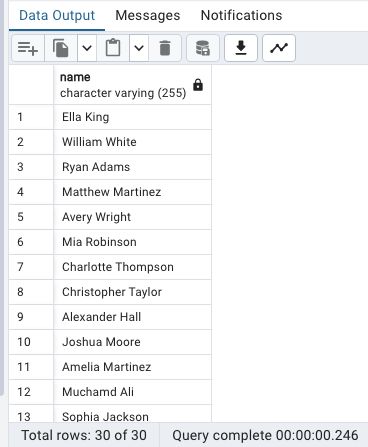 Data Output Messages Notifications
name
character varying (255)
1 Ella King
2 William White
3 Ryan Adams
4 Matthew Martinez
5 Avery Wright
6 Mia Robinson
7 Charlotte Thompson
8 Christopher Taylor
9 Alexander Hall
10 Joshua Moore
11 Amelia Martinez
12 Muchamd Ali
13 Sophia Jackson
Total rows: 30 of 30 Query complete 00:00:00.246